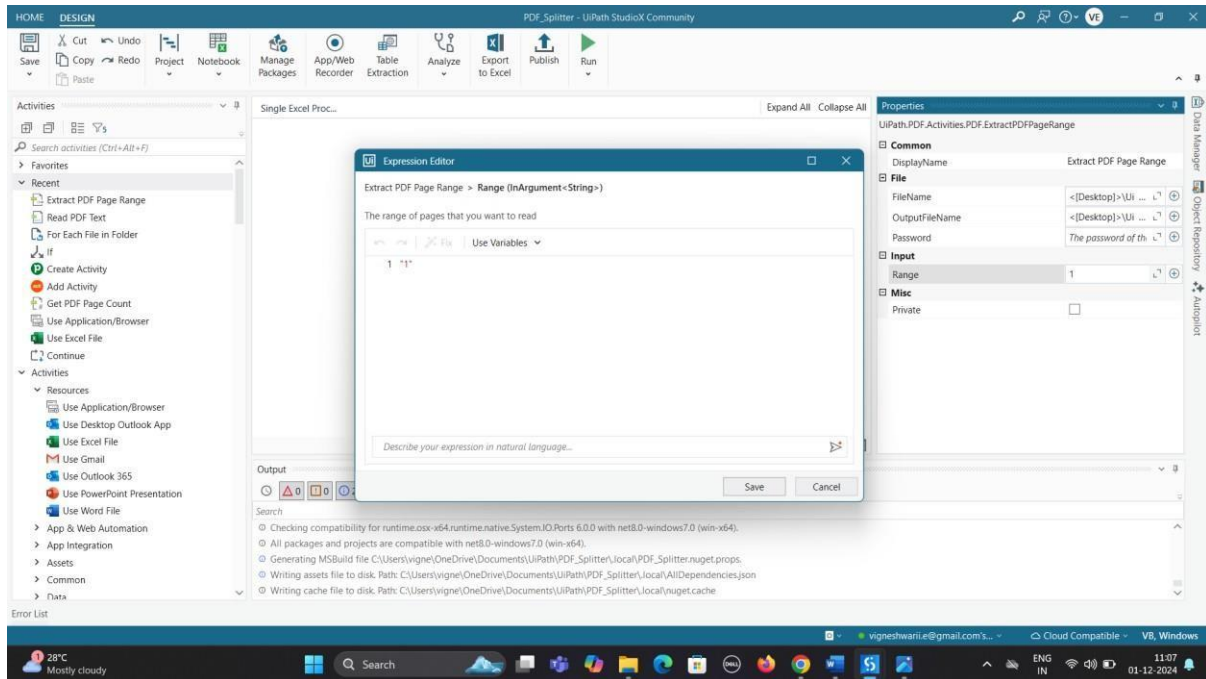 HOME DESIGN
PDF_Splitter - UiPath StudioX Community
VE
Save
Cut Undo
Copy Redo
Paste
Project
Notebook
Manage Packages
App/Web Recorder
Table Extraction
Analyze
Export to Excel
Publish
Run
Activities
Search activities (Ctrl+Alt+F)
Favorites
Recent
Extract PDF Page Range
Read PDF Text
For Each File in Folder
If
Create Activity
Add Activity
Get PDF Page Count
Use Application/Browser
Use Excel File
Continue
Activities
Resources
Use Application/Browser
Use Desktop Outlook App
Use Excel File
Use Gmail
Use Outlook 365
Use PowerPoint Presentation
Use Word File
App & Web Automation
App Integration
Assets
Common
Data
Error List
Single Excel Proc...
Expand All Collapse All
Expression Editor
Extract PDF Page Range > Range (InArgument<String>)
The range of pages that you want to read
Fix Use Variables
1 "1"
Describe your expression in natural language...
Save Cancel
Output
0 0
Search
Checking compatibility for runtime.osx-x64.runtime.native.System.IO.Ports 6.0.0 with net8.0-windows7.0 (win-x64).
All packages and projects are compatible with net8.0-windows7.0 (win-x64).
Generating MSBuild file C:\Users\vigne\OneDrive\Documents\UiPath\PDF_Splitter\.local\PDF_Splitter.nuget.props.
Writing assets file to disk. Path: C:\Users\vigne\OneDrive\Documents\UiPath\PDF_Splitter\.local\AllDependencies.json
Writing cache file to disk. Path: C:\Users\vigne\OneDrive\Documents\UiPath\PDF_Splitter\.local\nuget.cache
Properties
UiPath.PDF.Activities.PDF.ExtractPDFPageRange
Common
DisplayName Extract PDF Page Range
File
FileName <[Desktop]>\Ui ...
OutputFileName <[Desktop]>\Ui ...
Password The password of th
Input
Range 1
Misc
Private
Data Manager
Object Repository
Autopilot
vigneshwarii.e@gmail.com's...
Cloud Compatible
VB, Windows
1
28°C
Mostly cloudy
Search
ENG
IN
11:07
01-12-2024